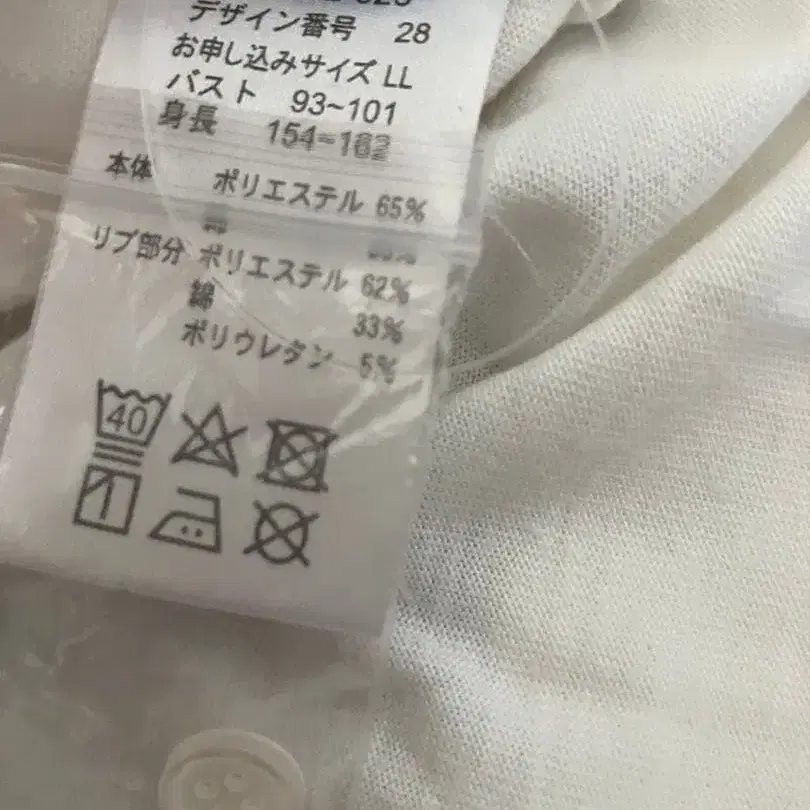 デザイン番号 28
お申し込みサイズ LL
バスト 93~101
身長 154~162
本体 ポリエステル 65%
リブ部分 ポリエステル 62%
綿 33%
ポリウレタン 5%
40